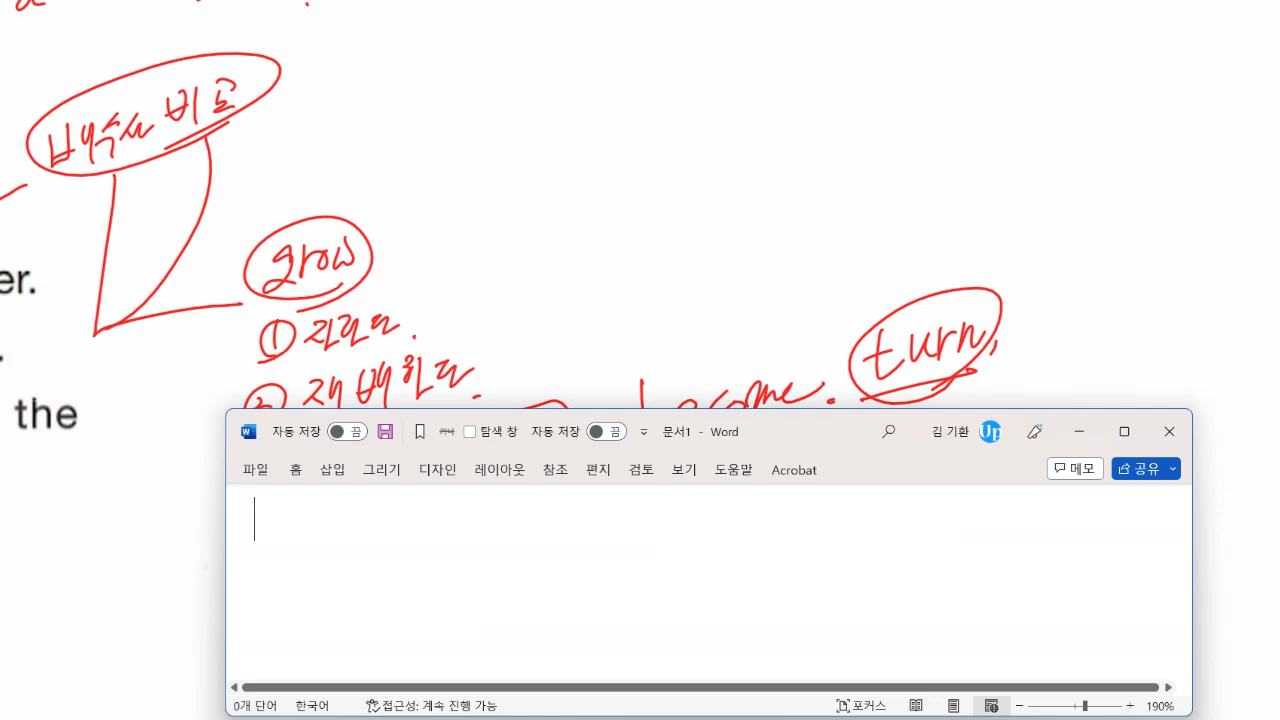 배수사 비교
er.
grow
① 자란다.
turn,
② 재배한다.
the
become.
자동 저장 끔 탐색 창 자동 저장 끔 문서1 - Word 김 기환 Up
파일 홈 삽입 그리기 디자인 레이아웃 참조 편지 검토 보기 도움말 Acrobat 메모 공유
0개 단어 한국어 접근성: 계속 진행 가능 포커스 190%